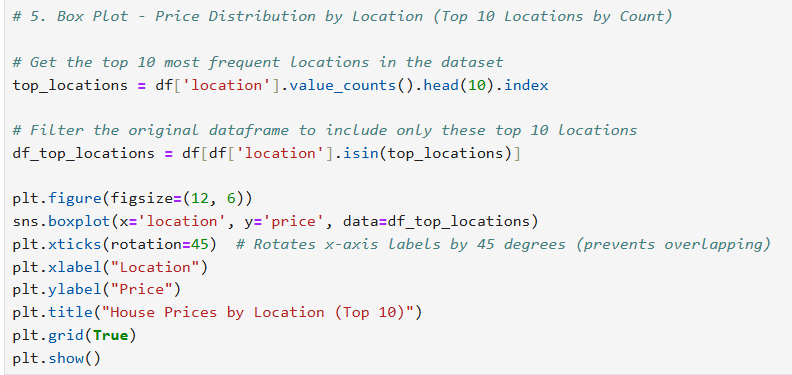 # 5. Box Plot - Price Distribution by Location (Top 10 Locations by Count)
# Get the top 10 most frequent locations in the dataset
top_locations = df['location'].value_counts().head(10).index
# Filter the original dataframe to include only these top 10 locations
df_top_locations = df[df['location'].isin(top_locations)]
plt.figure(figsize=(12, 6))
sns.boxplot(x='location', y='price', data=df_top_locations)
plt.xticks(rotation=45)  # Rotates x-axis labels by 45 degrees (prevents overlapping)
plt.xlabel("Location")
plt.ylabel("Price")
plt.title("House Prices by Location (Top 10)")
plt.grid(True)
plt.show()